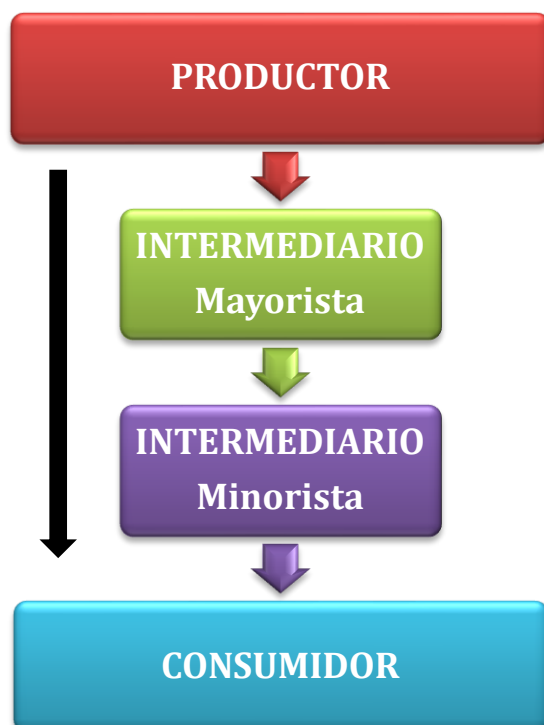 PRODUCTOR
INTERMEDIARIO
Mayorista
INTERMEDIARIO
Minorista
CONSUMIDOR